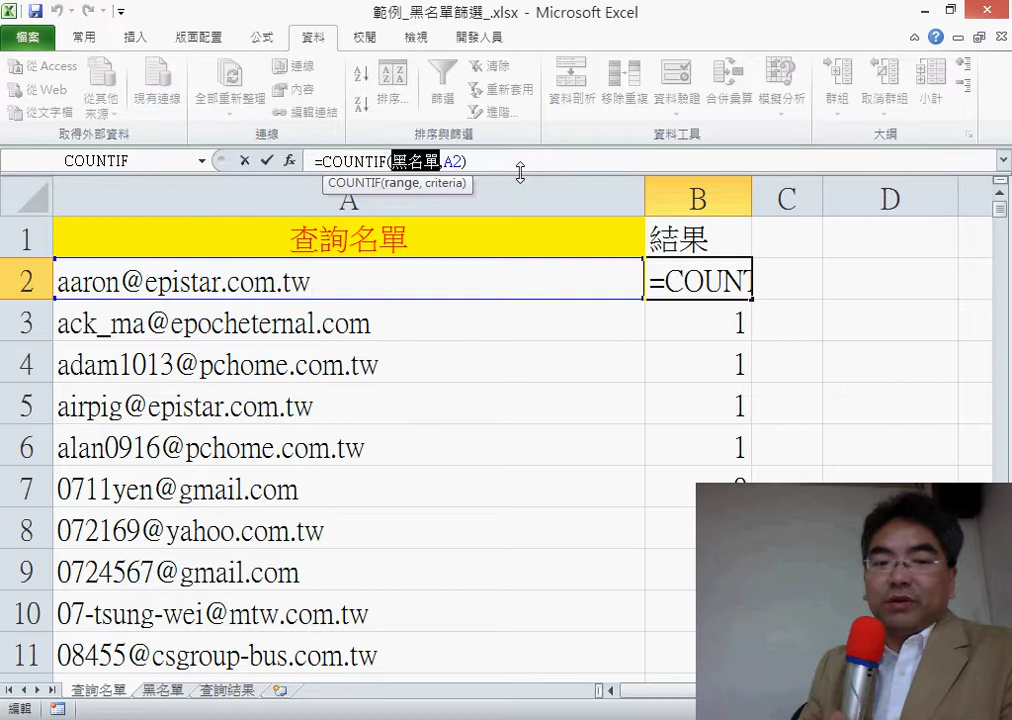 範例_黑名單篩選_.xlsx - Microsoft Excel
檔案 常用 插入 版面配置 公式 資料 校閱 檢視 開發人員
從 Access
從 Web
從文字檔
從其他來源
現有連線
取得外部資料
全部重新整理
連線
內容
編輯連結
連線
排序...
篩選
清除
重新套用
進階...
排序與篩選
資料剖析 移除重複 資料驗證 合併彙算 模擬分析
資料工具
群組 取消群組 小計
大綱
COUNTIF =COUNTIF(黑名單,A2)
COUNTIF(range, criteria)
A B C D
1 查詢名單 結果
2 aaron@epistar.com.tw =COUNT
3 ack_ma@epocheternal.com 1
4 adam1013@pchome.com.tw 1
5 airpig@epistar.com.tw 1
6 alan0916@pchome.com.tw 1
7 0711yen@gmail.com
8 072169@yahoo.com.tw
9 0724567@gmail.com
10 07-tsung-wei@mtw.com.tw
11 08455@csgroup-bus.com.tw
查詢名單 黑名單 查詢結果
編輯